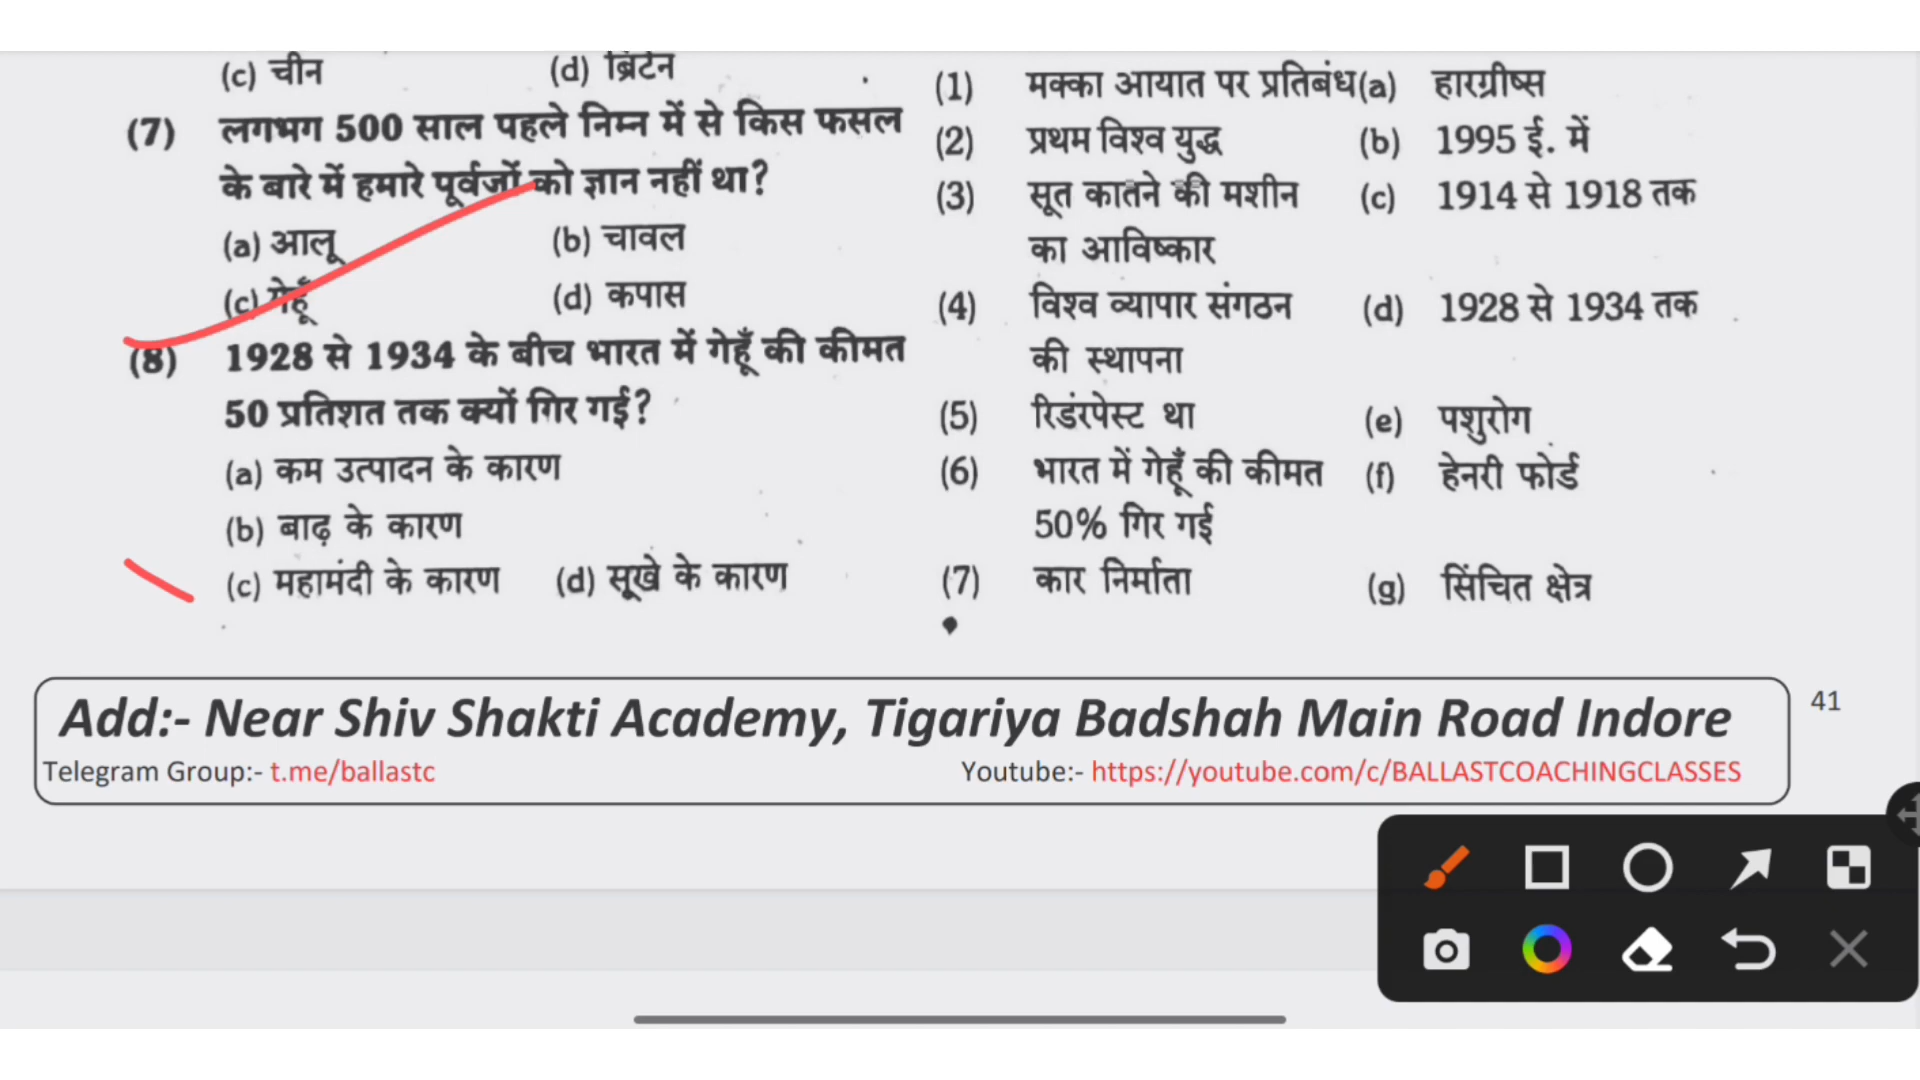 (c) चीन (d) ब्रिटेन
(7) लगभग 500 साल पहले निम्न में से किस फसल
के बारे में हमारे पूर्वजों को ज्ञान नहीं था?
(a) आलू (b) चावल
(c) गेहूँ (d) कपास
(8) 1928 से 1934 के बीच भारत में गेहूँ की कीमत
50 प्रतिशत तक क्यों गिर गई?
(a) कम उत्पादन के कारण
(b) बाढ़ के कारण
(c) महामंदी के कारण (d) सूखे के कारण
(1) मक्का आयात पर प्रतिबंध (a) हारग्रीष्स
(2) प्रथम विश्व युद्ध (b) 1995 ई. में
(3) सूत कातने की मशीन (c) 1914 से 1918 तक
का आविष्कार
(4) विश्व व्यापार संगठन (d) 1928 से 1934 तक
की स्थापना
(5) रिडंरपेस्ट था (e) पशुरोग
(6) भारत में गेहूँ की कीमत (f) हेनरी फोर्ड
50% गिर गई
(7) कार निर्माता (g) सिंचित क्षेत्र
Add:- Near Shiv Shakti Academy, Tigariya Badshah Main Road Indore
41
Telegram Group:- t.me/ballastc Youtube:- https://youtube.com/c/BALLASTCOACHINGCLASSES